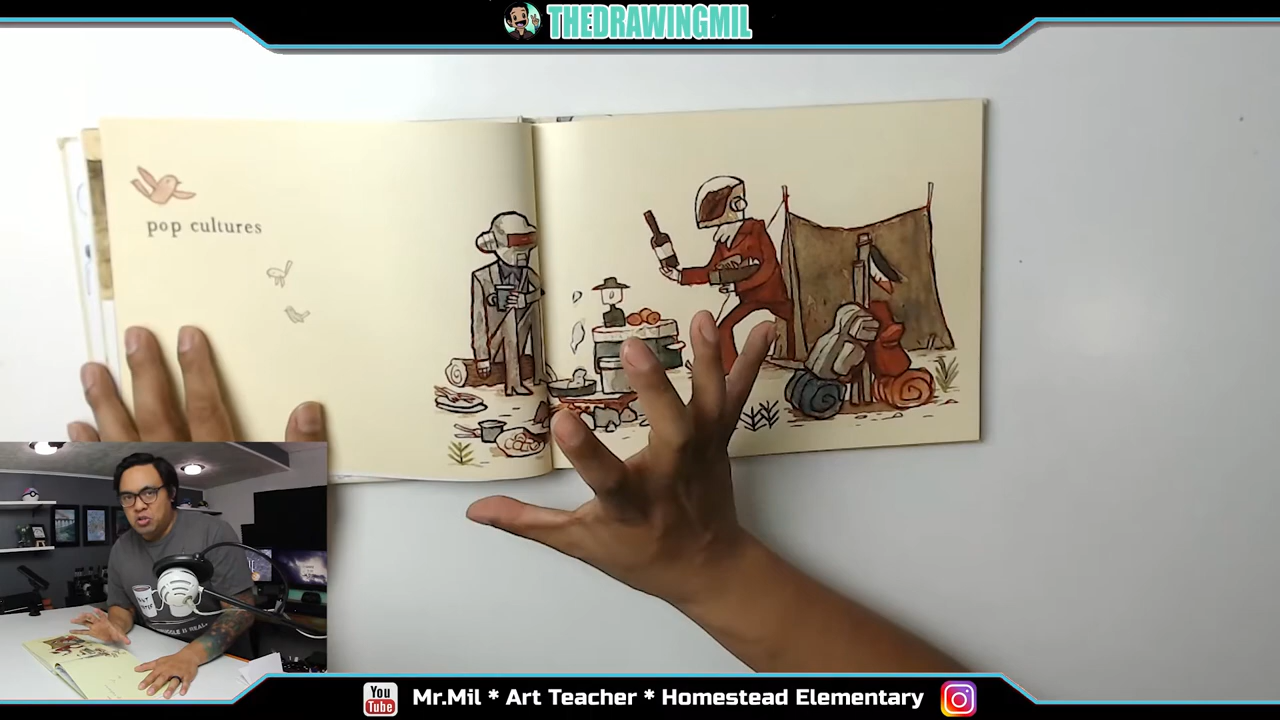 THEDRAWINGMIL
pop cultures
You
Tube
Mr.Mil * Art Teacher * Homestead Elementary